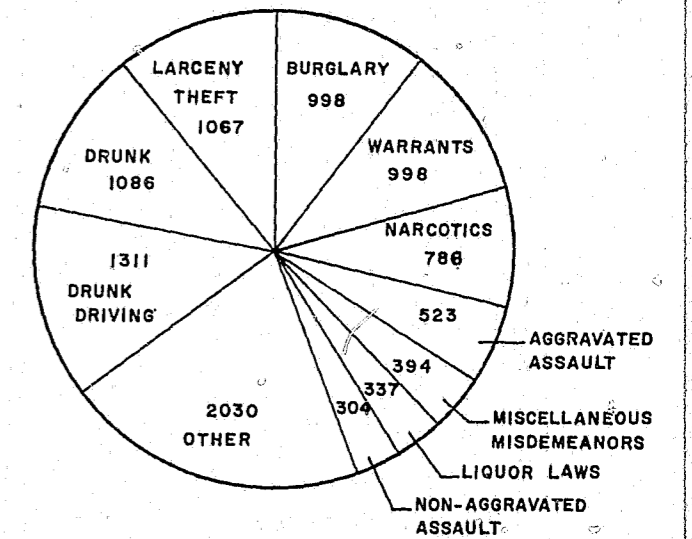 LARCENY
THEFT
1067
BURGLARY
998
WARRANTS
998
NARCOTICS
786
523
AGGRAVATED
ASSAULT
394
MISCELLANEOUS
MISDEMEANORS
337
LIQUOR LAWS
304
NON-AGGRAVATED
ASSAULT
2030
OTHER
1311
DRUNK
DRIVING
DRUNK
1086